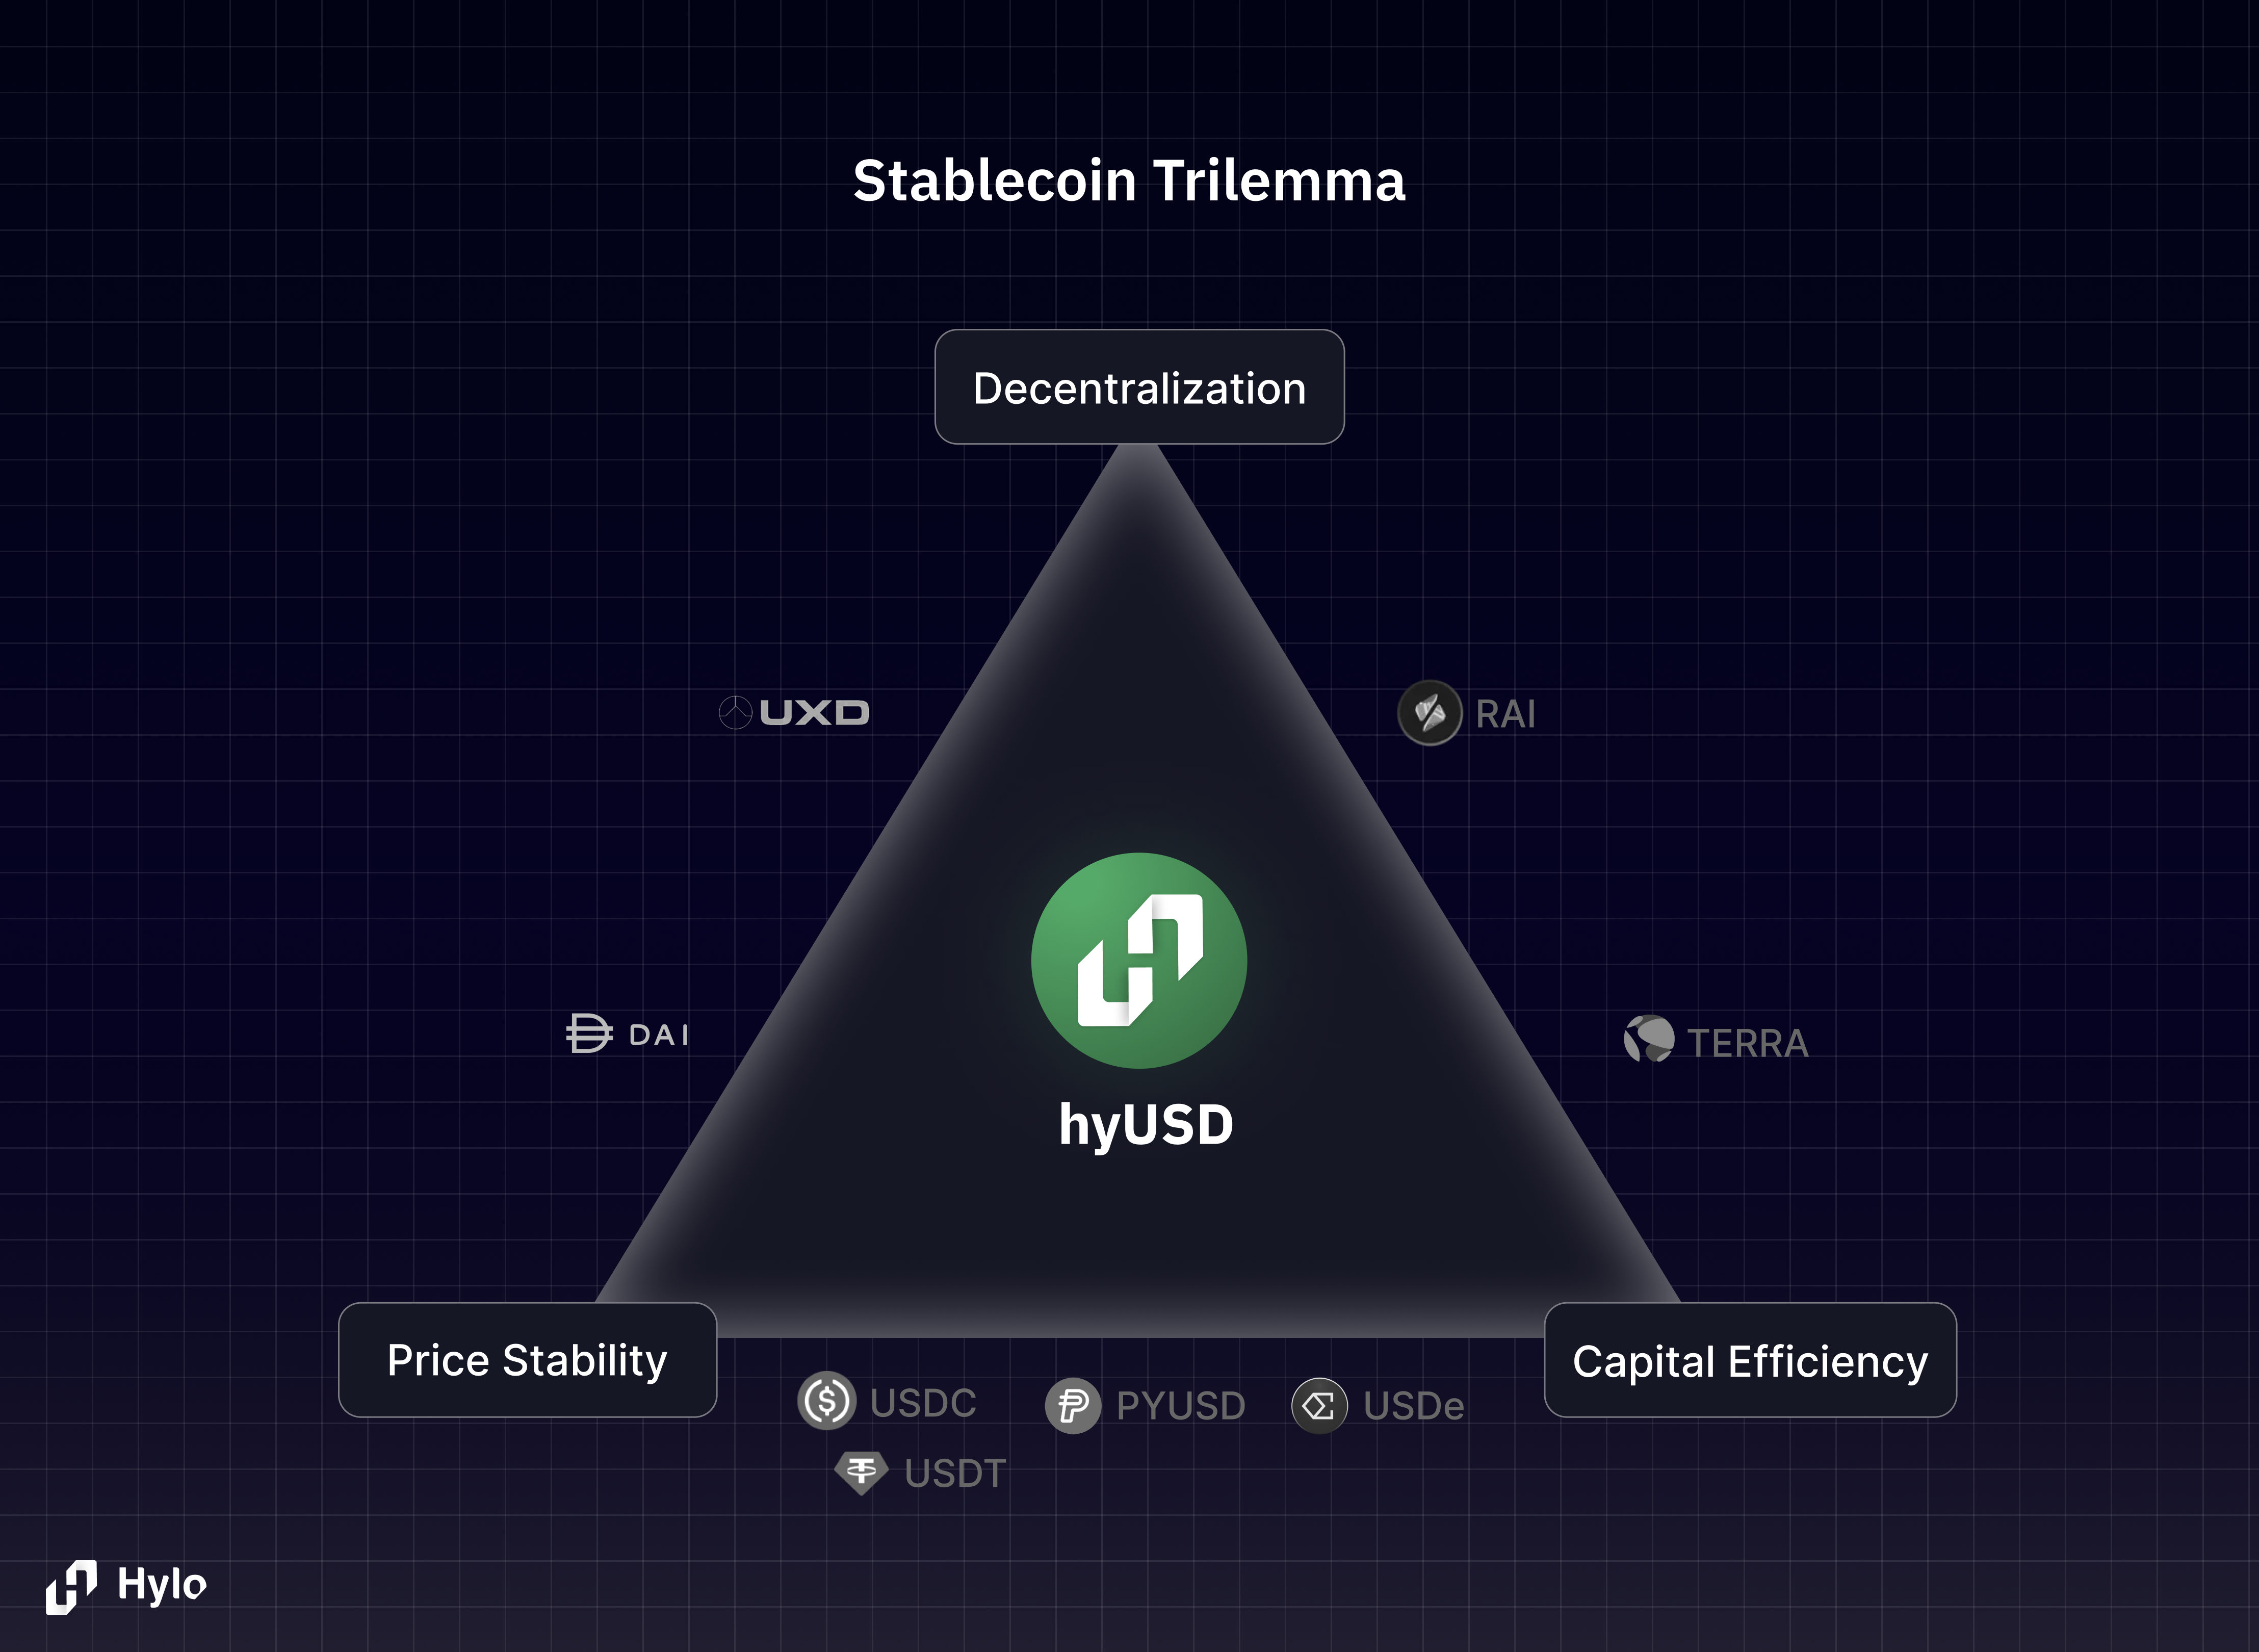 Stablecoin Trilemma
Decentralization
UXD
RAI
DAI
TERRA
hyUSD
Price Stability
Capital Efficiency
USDC
PYUSD
USDe
USDT
Hylo